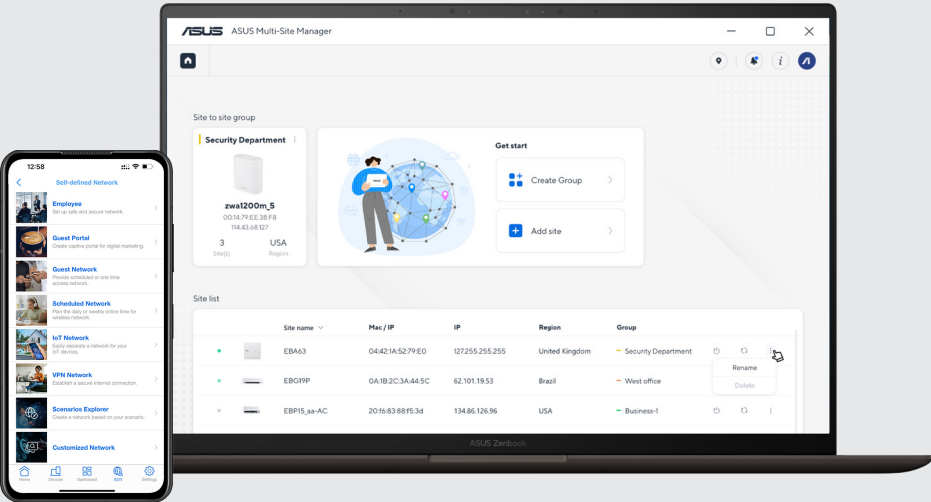 ASUS Multi-Site Manager
i
Site to site group
Security Department
zwa1200m_5
00:14:79:EE:38:F8
114.43.68.127
3 USA
Site(s) Region
Get start
Create Group
Add site
Site list
Site name Mac / IP IP Region Group
EBA63 04:42:1A:52:79:E0 127.255.255.255 United Kingdom Security Department
Rename
Delete
EBG19P 0A:1B:2C:3A:44:5C 62.101.19.53 Brazil West office
EBP15_aa-AC 20:f6:83:88:f5:3d 134.86.126.96 USA Business-1
ASUS Zenbook
12:58
Self-defined Network
Employee
Set up safe and secure network.
Guest Portal
Create captive portal for digital marketing.
Guest Network
Provide scheduled or one time
access network.
Scheduled Network
Plan the daily or weekly online time for
wireless network.
IoT Network
Easily separate a network for your
IoT devices.
VPN Network
Establish a secure internet connection.
Scenarios Explorer
Create a network based on your scenario.
Customized Network
Home Devices Dashboard SDN Settings